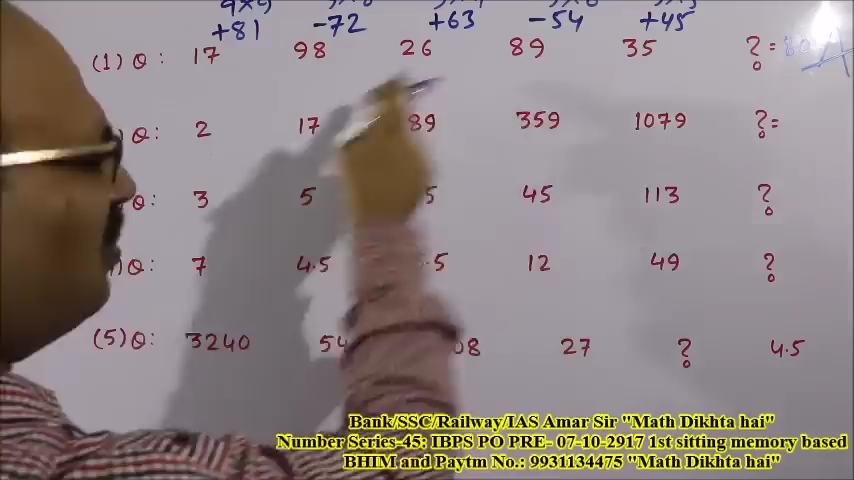 +81 -72 +63 -54 +45
(1) Q: 17 98 26 89 35 ? = 80
Q: 2 17 89 359 1079 ? =
Q: 3 5 5 45 113 ?
Q: 7 4.5 .5 12 49 ?
(5) Q: 3240 54 08 27 ? 4.5
Bank/SSC/Railway/IAS Amar Sir "Math Dikhta hai"
Number Series-45: IBPS PO PRE- 07-10-2917 1st sitting memory based
BHIM and Paytm No.: 9931134475 "Math Dikhta hai"